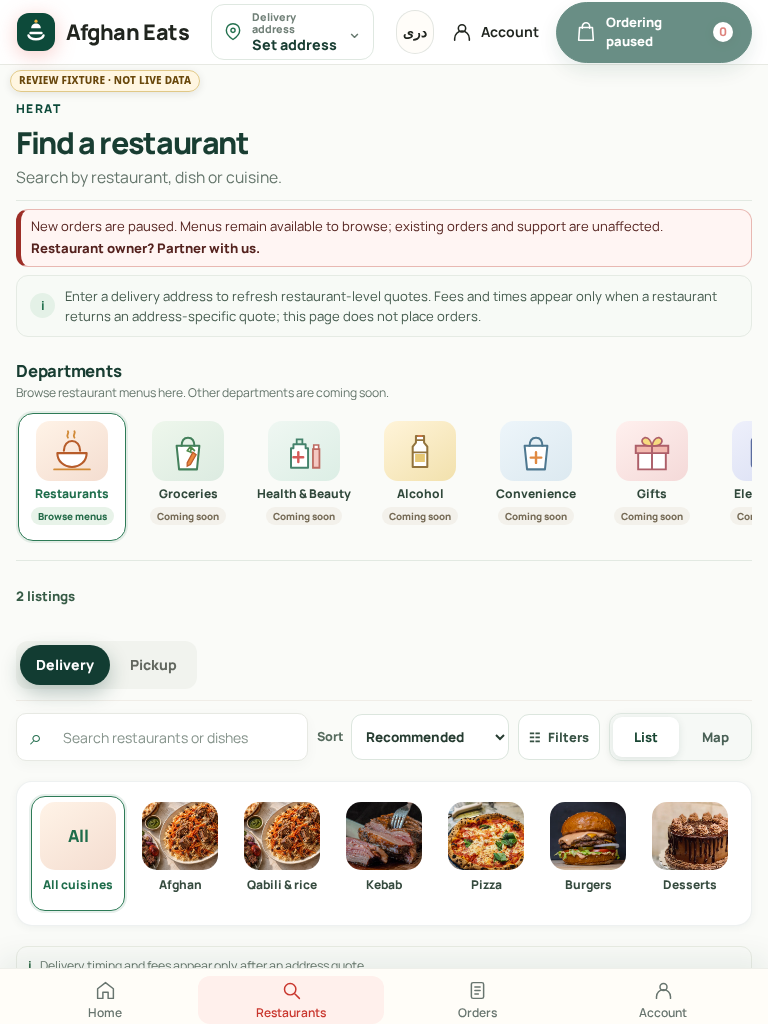 Afghan Eats
Delivery address
Set address
دری
Account
Ordering paused
0
REVIEW FIXTURE · NOT LIVE DATA
HERAT
Find a restaurant
Search by restaurant, dish or cuisine.
New orders are paused. Menus remain available to browse; existing orders and support are unaffected.
Restaurant owner? Partner with us.
i
Enter a delivery address to refresh restaurant-level quotes. Fees and times appear only when a restaurant
returns an address-specific quote; this page does not place orders.
Departments
Browse restaurant menus here. Other departments are coming soon.
Restaurants
Browse menus
Groceries
Coming soon
Health & Beauty
Coming soon
Alcohol
Coming soon
Convenience
Coming soon
Gifts
Coming soon
2 listings
Delivery
Pickup
Search restaurants or dishes
Sort
Recommended
Filters
List
Map
All
All cuisines
Afghan
Qabili & rice
Kebab
Pizza
Burgers
Desserts
i Delivery timing and fees appear only after an address quote
Home
Restaurants
Orders
Account